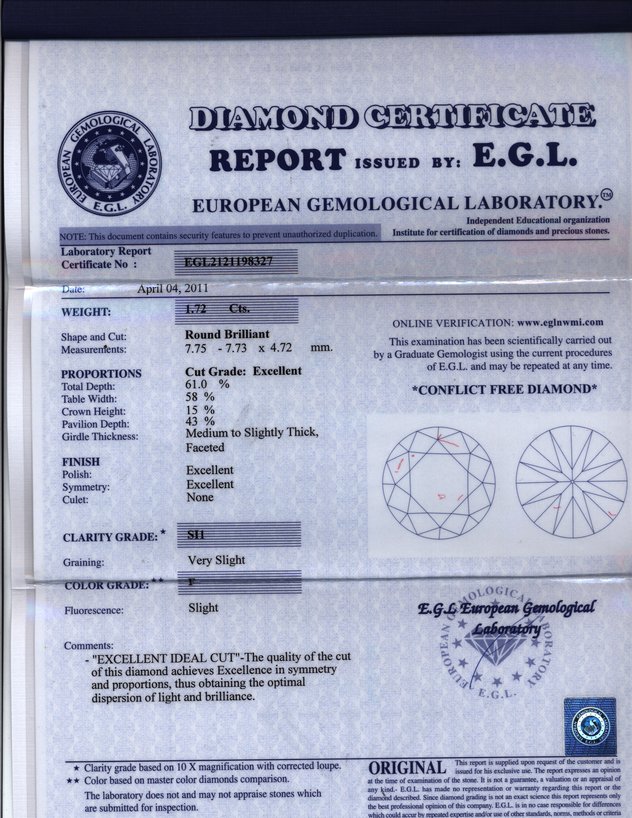 DIAMOND CERTIFICATE
REPORT ISSUED BY: E.G.L.
EUROPEAN GEMOLOGICAL LABORATORY
E.G.L.
EUROPEAN GEMOLOGICAL LABORATORY.™
Independent Educational organization
NOTE: This document contains security features to prevent unauthorized duplication.
Institute for certification of diamonds and precious stones.
Laboratory Report
Certificate No : EGL2121198327
Date: April 04, 2011
WEIGHT: 1.72 Cts.
Shape and Cut: Round Brilliant
Measurements: 7.75 - 7.73 x 4.72 mm.
PROPORTIONS Cut Grade: Excellent
Total Depth: 61.0 %
Table Width: 58 %
Crown Height: 15 %
Pavilion Depth: 43 %
Girdle Thickness: Medium to Slightly Thick,
Faceted
FINISH
Polish: Excellent
Symmetry: Excellent
Culet: None
CLARITY GRADE: * SI1
Graining: Very Slight
COLOR GRADE: ** F
Fluorescence: Slight
Comments:
- "EXCELLENT IDEAL CUT"-The quality of the cut
of this diamond achieves Excellence in symmetry
and proportions, thus obtaining the optimal
dispersion of light and brilliance.
ONLINE VERIFICATION: www.eglnwmi.com
This examination has been scientifically carried out
by a Graduate Gemologist using the current procedures
of E.G.L. and may be repeated at any time.
*CONFLICT FREE DIAMOND*
E.G.L European Gemological
Laboratory
EUROPEAN GEMOLOGICAL LABORATORY
E.G.L.
★ Clarity grade based on 10 X magnification with corrected loupe.
★★ Color based on master color diamonds comparison.
The laboratory does not and may not appraise stones which
are submitted for inspection.
ORIGINAL This report is supplied upon request of the customer and is
issued for his exclusive use. The report expresses an opinion
at the time of examination of the stone. It is not a guarantee, a valuation or an appraisal of
any kind.- E.G.L. has made no representation or warranty regarding this report or the
diamond described. Since diamond grading is not an exact science this report represents only
the best professional opinion of this company. E.G.L. is in no case responsible for differences
which could occur by repeated expertise and/or use of other standards, norms, methods or criteria